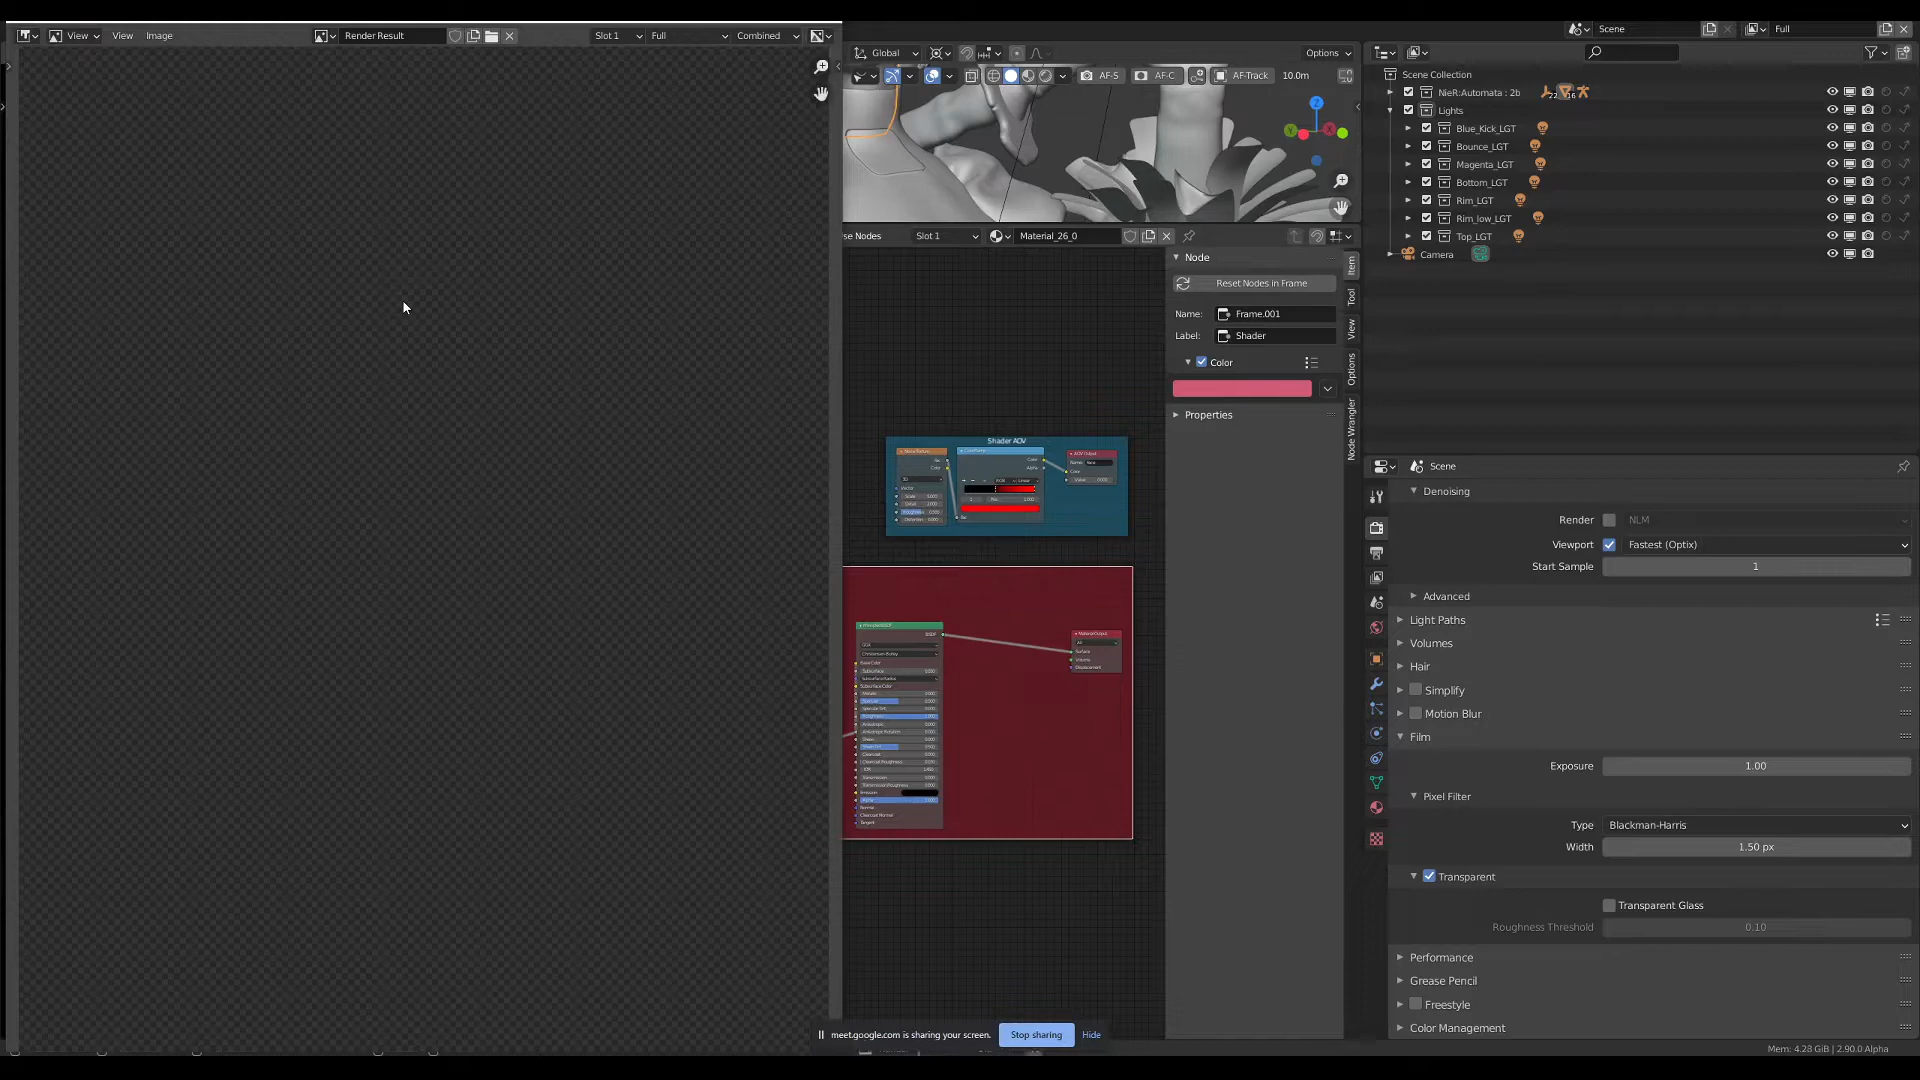 View
View
Image
Render Result
Slot 1
Full
Combined
Global
Options
AF-S
AF-C
AF-Track
10.0m
Use Nodes
Slot 1
Material_26_0
Node
Reset Nodes in Frame
Name:
Frame.001
Label:
Shader
Color
Properties
Item
Tool
View
Options
Node Wrangler
Shader AOV
Scene
Full
Scene Collection
NieR:Automata : 2b
Lights
Blue_Kick_LGT
Bounce_LGT
Magenta_LGT
Bottom_LGT
Rim_LGT
Rim_low_LGT
Top_LGT
Camera
Scene
Denoising
Render
NLM
Viewport
Fastest (Optix)
Start Sample
1
Advanced
Light Paths
Volumes
Hair
Simplify
Motion Blur
Film
Exposure
1.00
Pixel Filter
Type
Blackman-Harris
Width
1.50 px
Transparent
Transparent Glass
Roughness Threshold
0.10
Performance
Grease Pencil
Freestyle
Color Management
meet.google.com is sharing your screen.
Stop sharing
Hide
Mem: 4.28 GiB | 2.90.0 Alpha